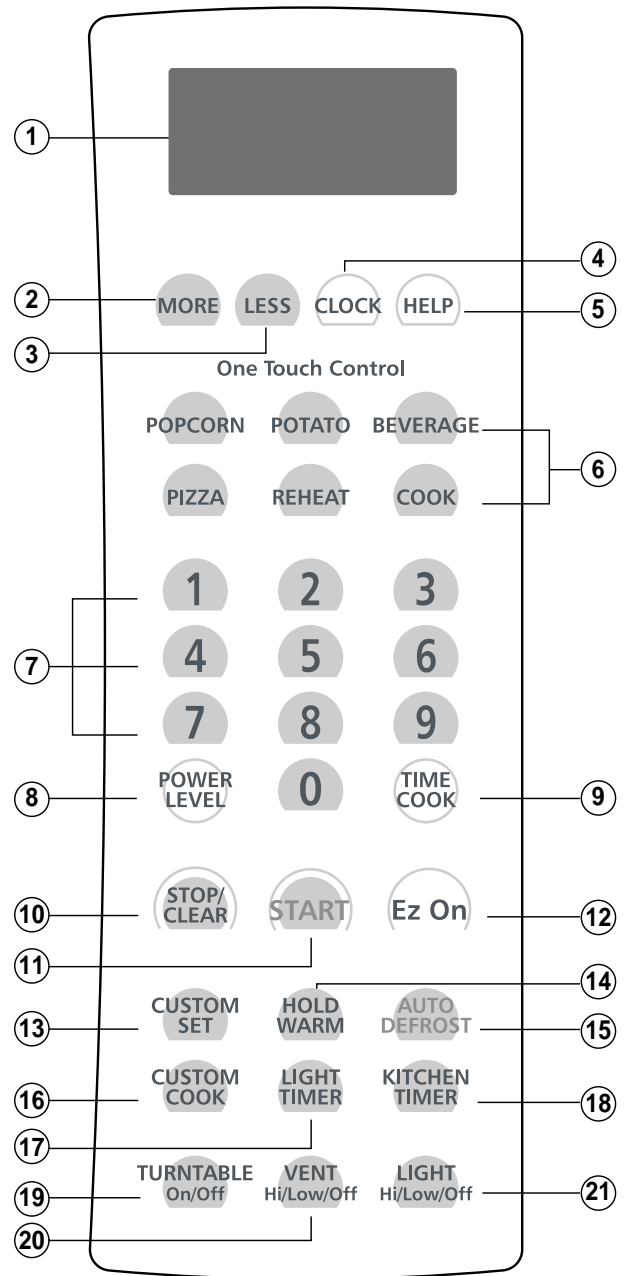 1
4
2
MORE LESS CLOCK HELP
5
3
One Touch Control
POPCORN POTATO BEVERAGE
6
PIZZA REHEAT COOK
1 2 3
7
4 5 6
7 8 9
8
POWER
LEVEL
0
TIME
COOK
9
10
STOP/
CLEAR
START
Ez On
12
11
14
13
CUSTOM
SET
HOLD
WARM
AUTO
DEFROST
15
16
CUSTOM
COOK
LIGHT
TIMER
KITCHEN
TIMER
18
17
19
TURNTABLE
On/Off
VENT
Hi/Low/Off
LIGHT
Hi/Low/Off
21
20